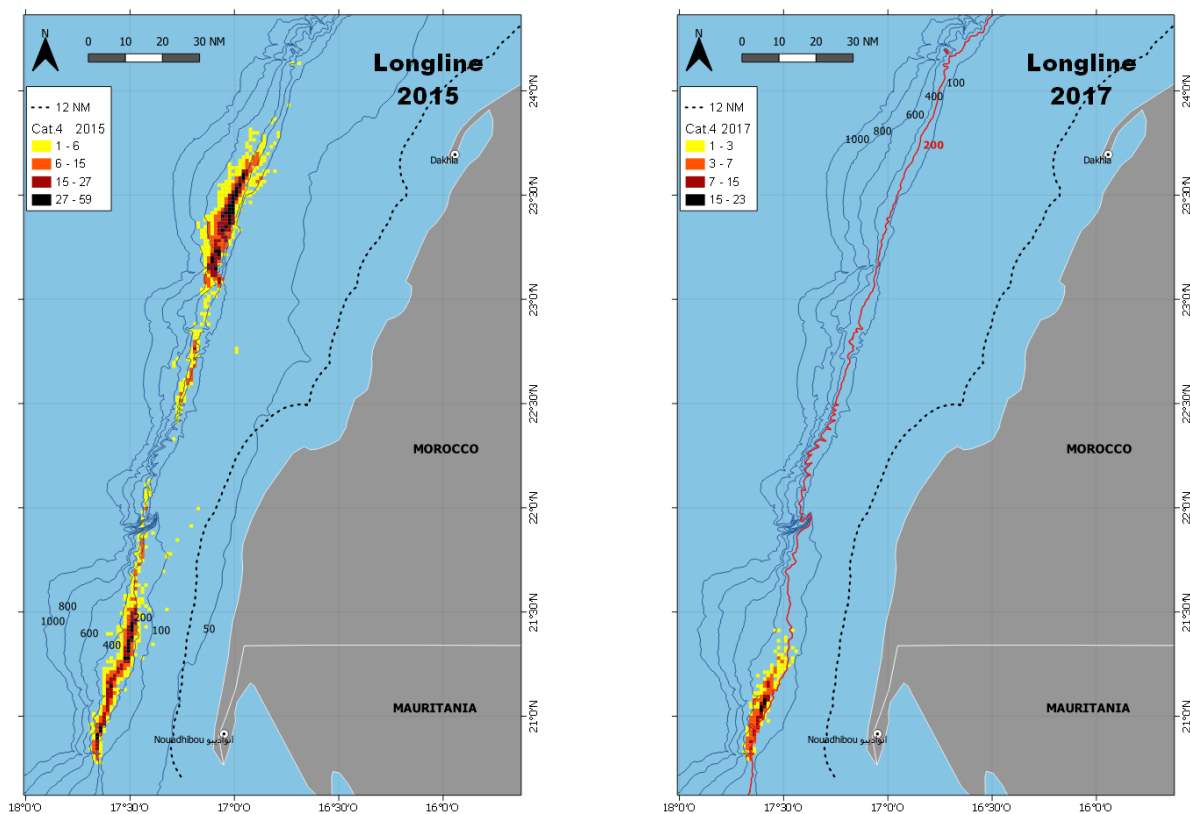 N
0 10 20 30 NM
Longline
2015
12 NM
Cat.4 2015
1 - 6
6 - 15
15 - 27
27 - 59
Dakhla
MOROCCO
MAURITANIA
Nouadhibou انواذيبو
800
1000
600
400
200
100
50
24°0'N
23°30'N
23°0'N
22°30'N
22°0'N
21°30'N
21°0'N
18°0'O 17°30'O 17°0'O 16°30'O 16°0'O
N
0 10 20 30 NM
Longline
2017
12 NM
Cat.4 2017
1 - 3
3 - 7
7 - 15
15 - 23
100
400
600
800
1000
200
Dakhla
MOROCCO
MAURITANIA
Nouadhibou انواذيبو
24°0'N
23°30'N
23°0'N
22°30'N
22°0'N
21°30'N
21°0'N
18°0'O 17°30'O 17°0'O 16°30'O 16°0'O